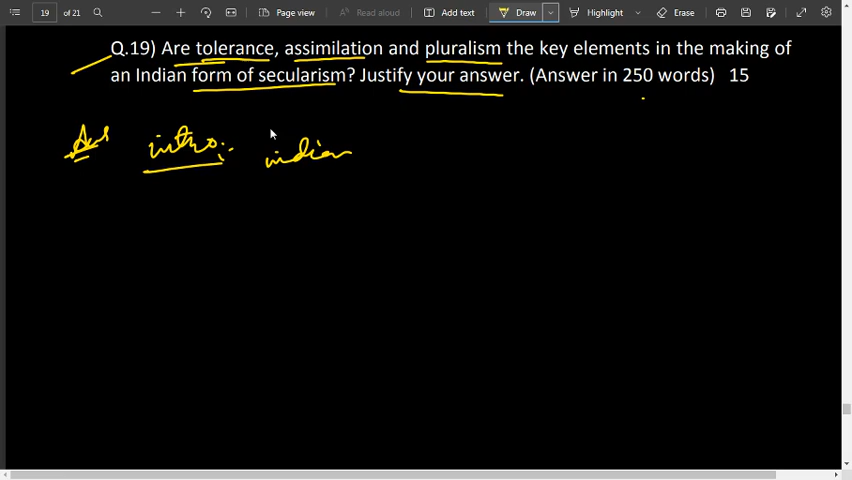 19 of 21 Page view Read aloud Add text Draw Highlight Erase
Q.19) Are tolerance, assimilation and pluralism the key elements in the making of
an Indian form of secularism? Justify your answer. (Answer in 250 words) 15
Ans intro:- indian